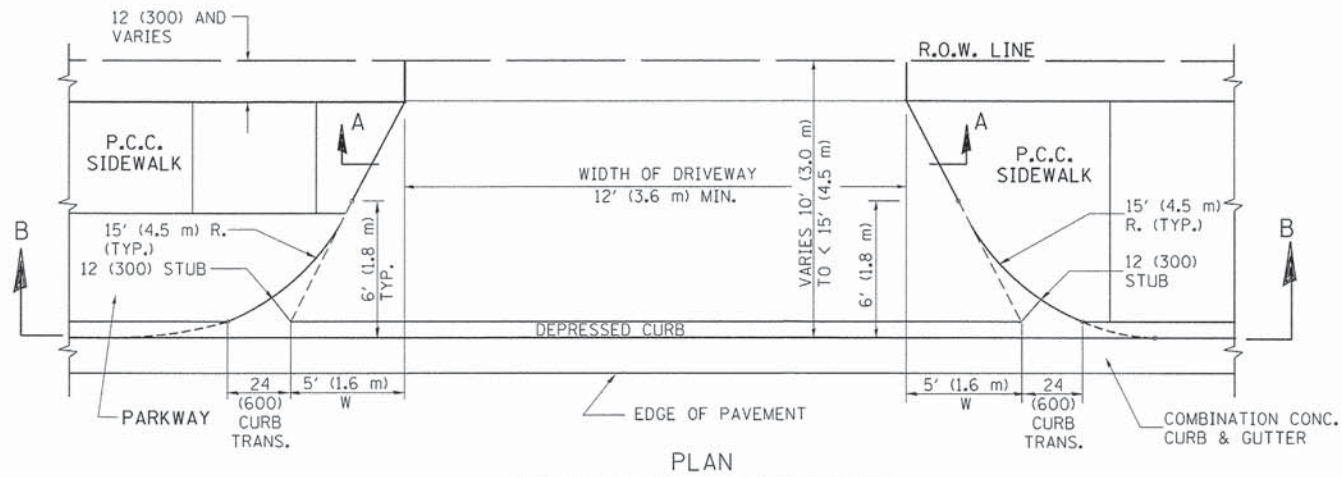 12 (300) AND
VARIES
R.O.W. LINE
A
A
P.C.C.
SIDEWALK
P.C.C.
SIDEWALK
WIDTH OF DRIVEWAY
12' (3.6 m) MIN.
VARIES 10' (3.0 m)
TO < 15' (4.5 m)
B
B
15' (4.5 m) R.
(TYP.)
15' (4.5 m)
R. (TYP.)
12 (300) STUB
12 (300)
STUB
6' (1.8 m)
TYP.
6' (1.8 m)
DEPRESSED CURB
24
(600)
CURB
TRANS.
5' (1.6 m)
W
5' (1.6 m)
W
24
(600)
CURB
TRANS.
PARKWAY
EDGE OF PAVEMENT
COMBINATION CONC.
CURB & GUTTER
PLAN